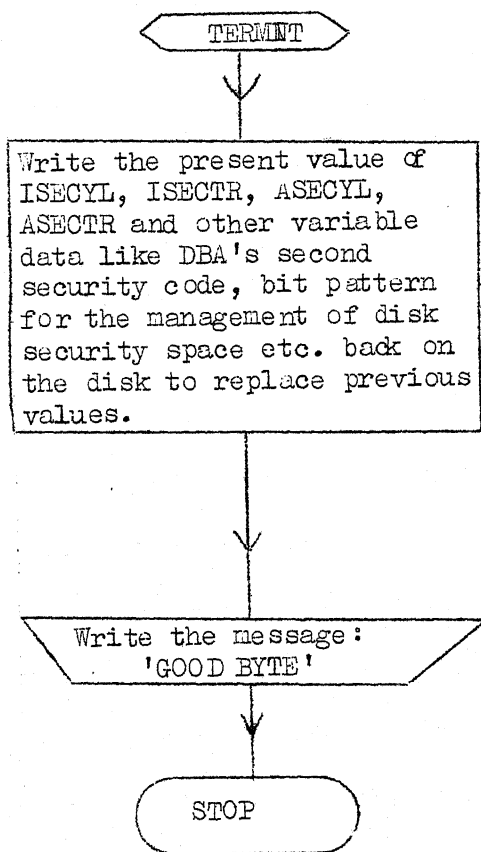 TERMNT
Write the present value of
ISECYL, ISECTR, ASECYL,
ASECTR and other variable
data like DBA's second
security code, bit pattern
for the management of disk
security space etc. back on
the disk to replace previous
values.
Write the message:
'GOOD BYTE'
STOP